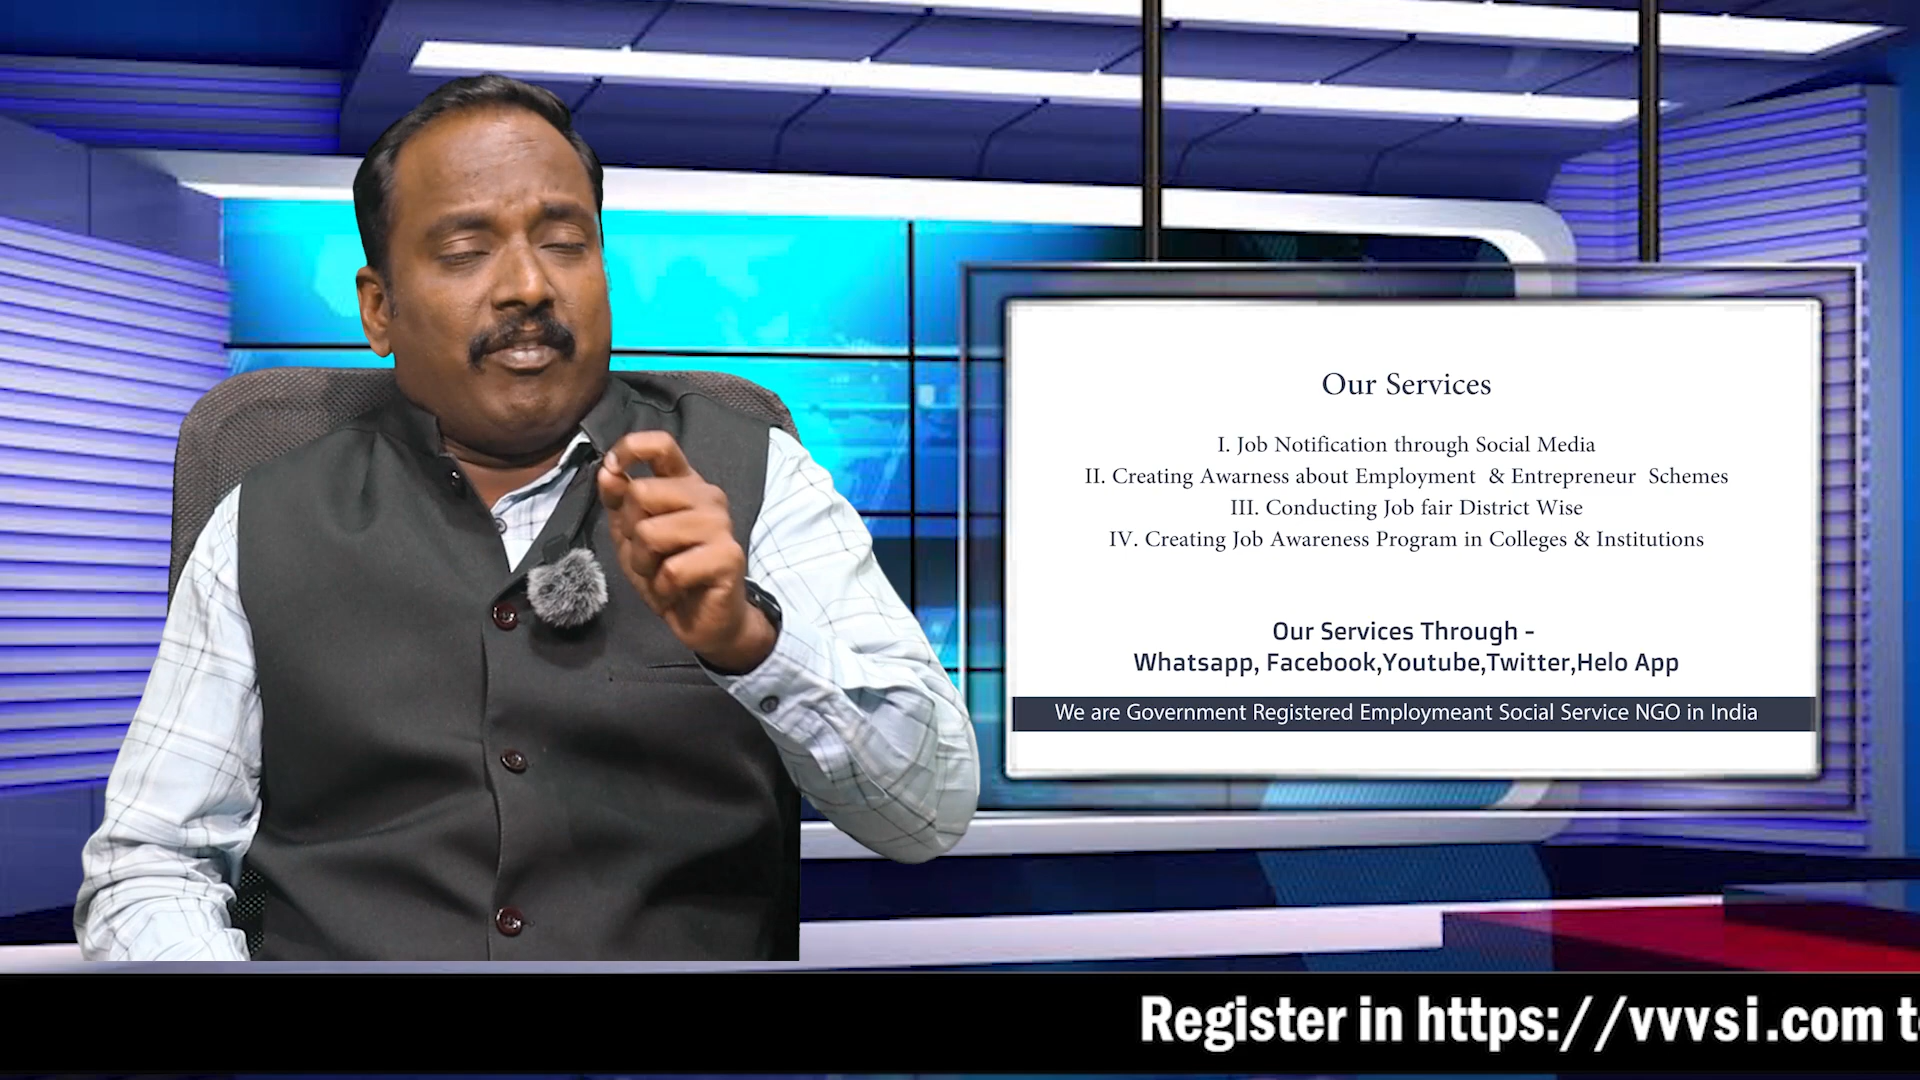 Our Services
I. Job Notification through Social Media
II. Creating Awarness about Employment & Entrepreneur Schemes
III. Conducting Job fair District Wise
IV. Creating Job Awareness Program in Colleges & Institutions
Our Services Through -
Whatsapp, Facebook,Youtube,Twitter,Helo App
We are Government Registered Employmeant Social Service NGO in India
Register in https://vvvsi.com